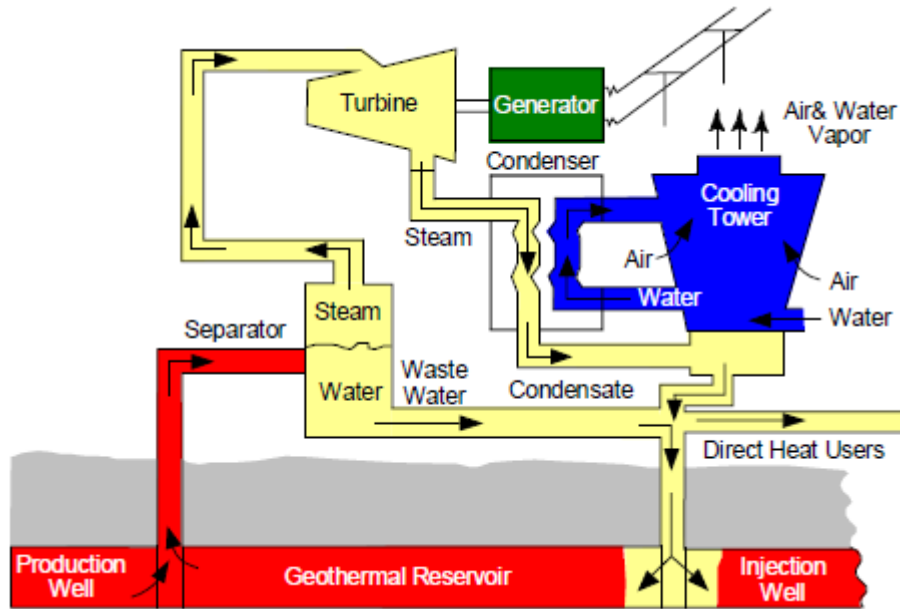 Turbine
Generator
Air& Water
Vapor
Condenser
Cooling
Tower
Steam
Air
Air
Water
Water
Steam
Separator
Water
Waste
Water
Condensate
Direct Heat Users
Production
Well
Geothermal Reservoir
Injection
Well